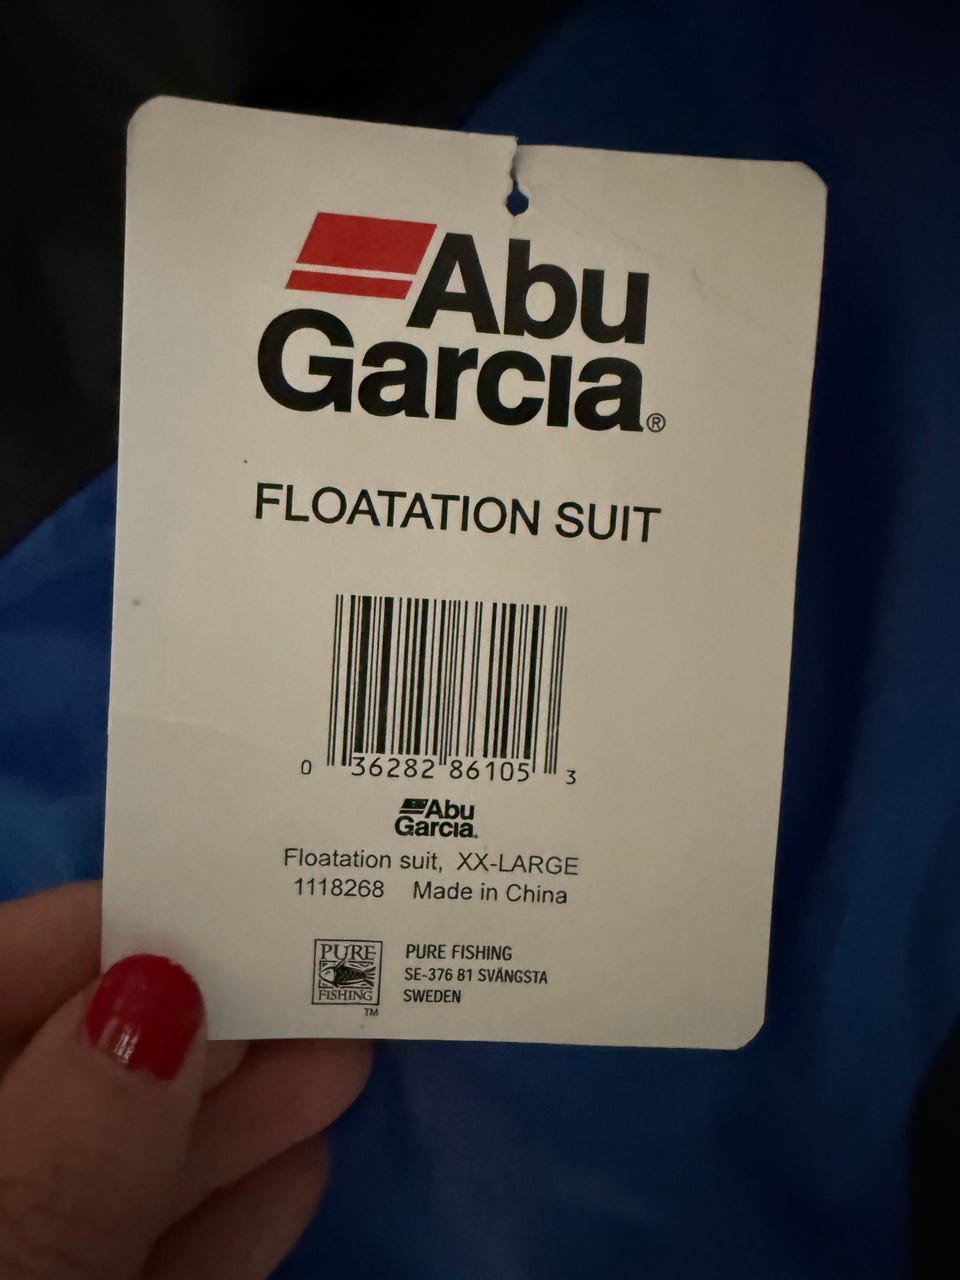 Abu
Garcia®
FLOATATION SUIT
0 36282 86105 3
Abu
Garcia.
Floatation suit, XX-LARGE
1118268 Made in China
PURE
FISHING
TM
PURE FISHING
SE-376 81 SVÄNGSTA
SWEDEN